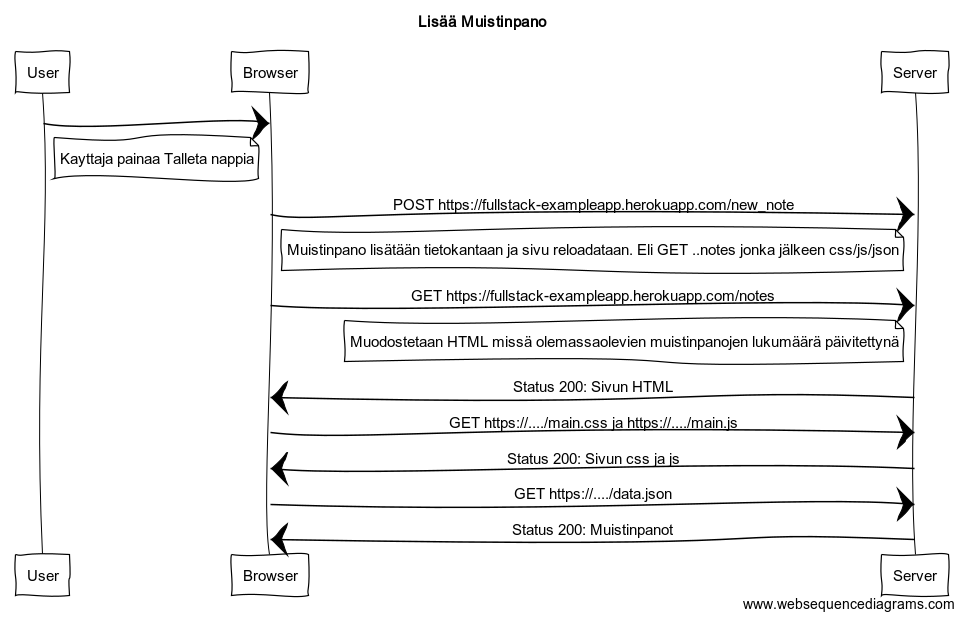 Lisää Muistinpano
User
Browser
Server
Kayttaja painaa Talleta nappia
POST https://fullstack-exampleapp.herokuapp.com/new_note
Muistinpano lisätään tietokantaan ja sivu reloadataan. Eli GET ..notes jonka jälkeen css/js/json
GET https://fullstack-exampleapp.herokuapp.com/notes
Muodostetaan HTML missä olemassaolevien muistinpanojen lukumäärä päivitettynä
Status 200: Sivun HTML
GET https://..../main.css ja https://..../main.js
Status 200: Sivun css ja js
GET https://..../data.json
Status 200: Muistinpanot
User
Browser
Server
www.websequencediagrams.com